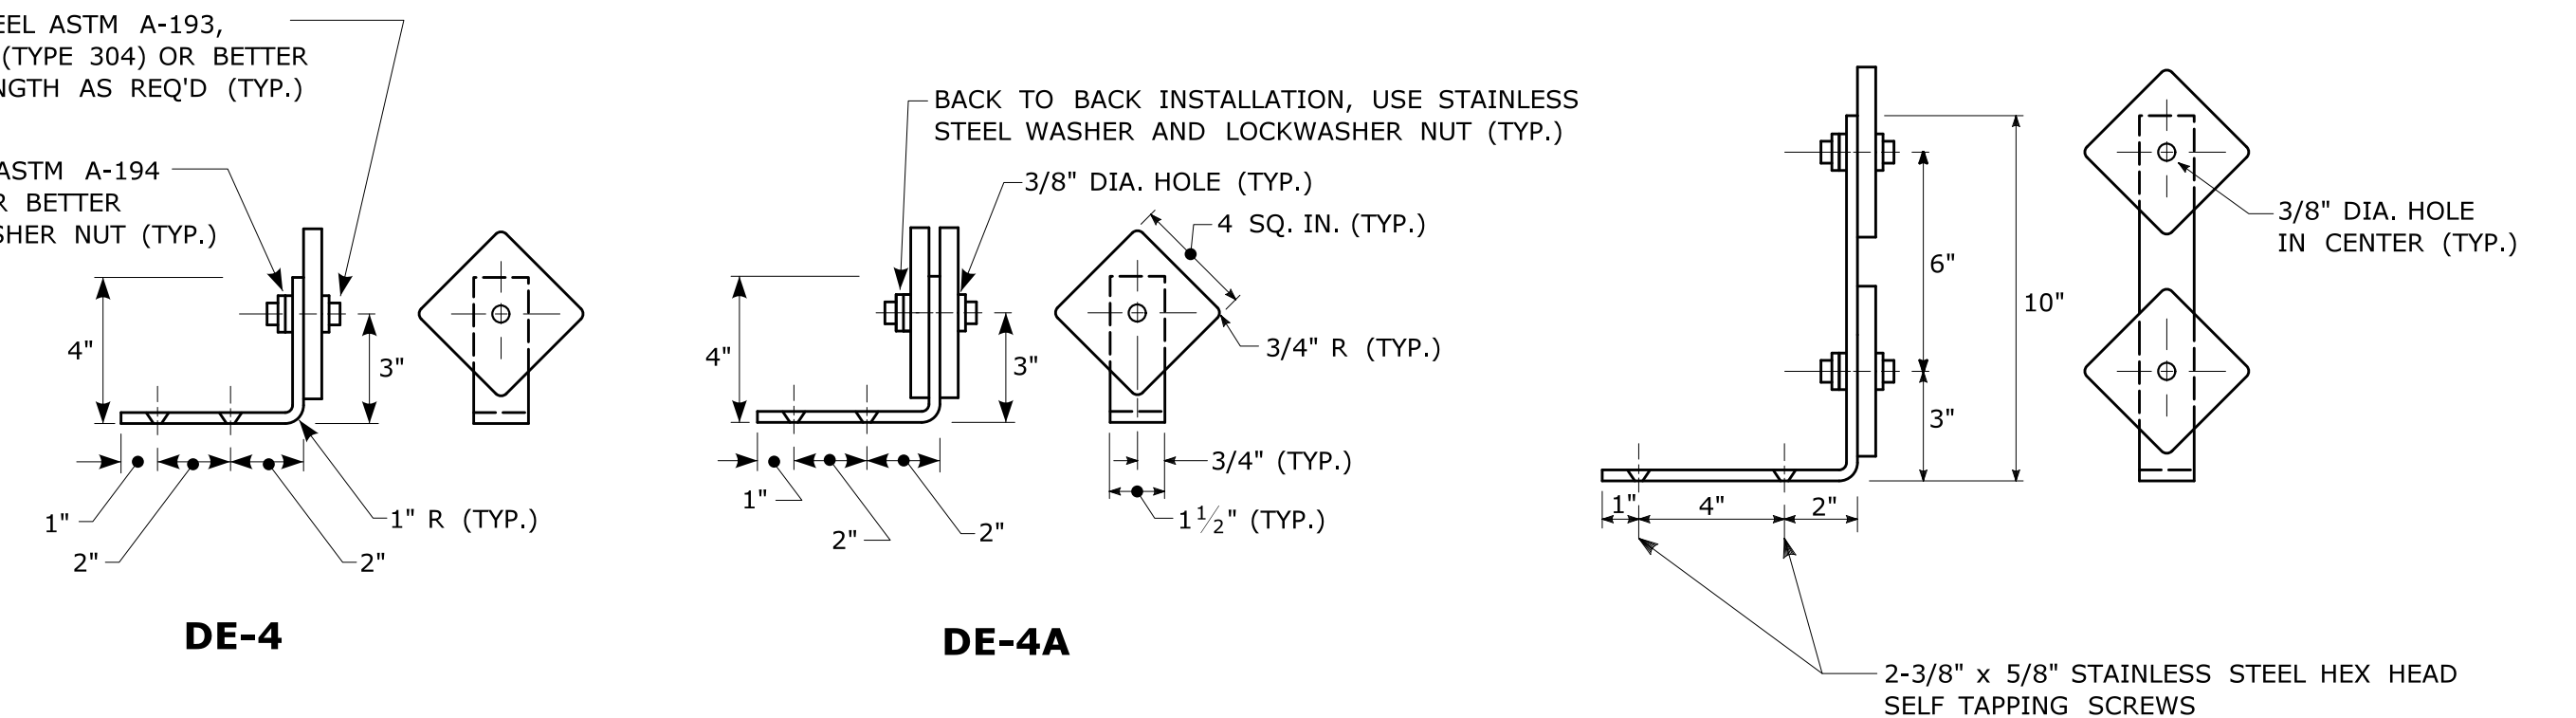 EEL ASTM A-193,
(TYPE 304) OR BETTER
NGTH AS REQ'D (TYP.)
ASTM A-194
R BETTER
SHER NUT (TYP.)
4"
3"
1"
2"
2"
1" R (TYP.)
DE-4
BACK TO BACK INSTALLATION, USE STAINLESS
STEEL WASHER AND LOCKWASHER NUT (TYP.)
3/8" DIA. HOLE (TYP.)
4 SQ. IN. (TYP.)
4"
3"
3/4" R (TYP.)
1"
2"
2"
3/4" (TYP.)
1 1/2" (TYP.)
DE-4A
6"
10"
3"
3/8" DIA. HOLE
IN CENTER (TYP.)
1"
4"
2"
2-3/8" x 5/8" STAINLESS STEEL HEX HEAD
SELF TAPPING SCREWS